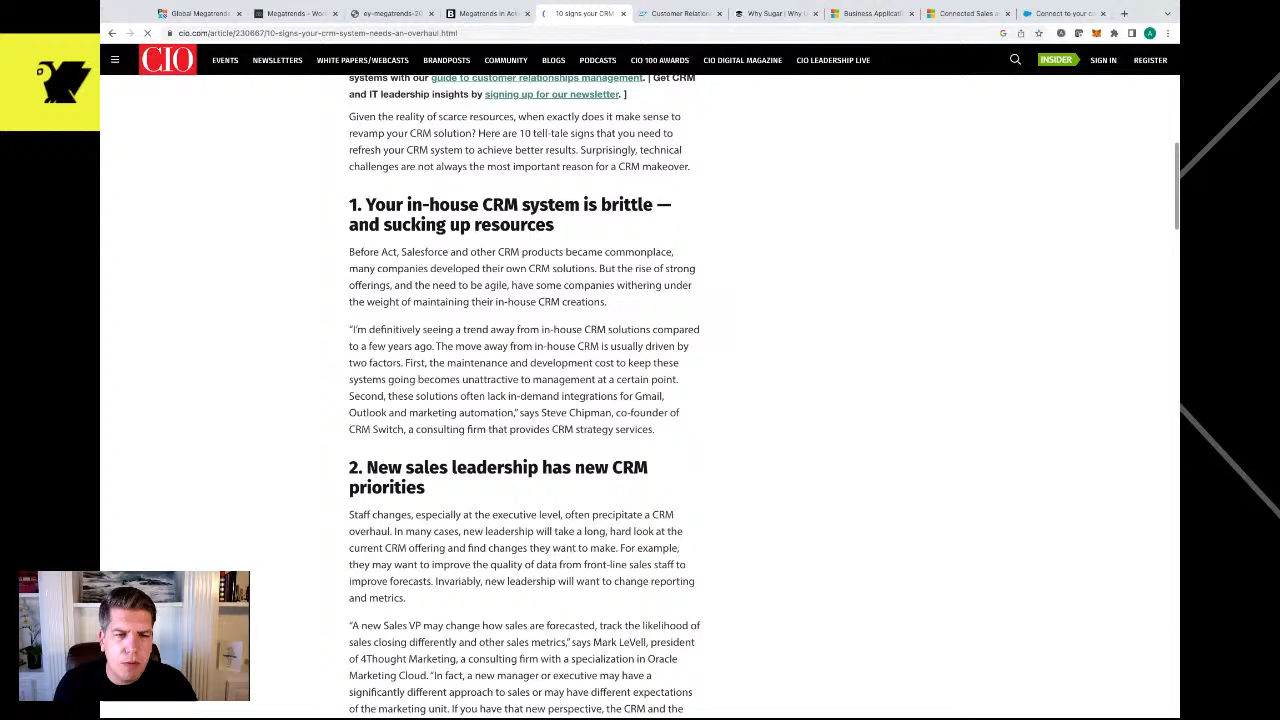 Global Megatrends
Megatrends - Wor
ey-megatrends-20
Megatrends in Acti
10 signs your CRM
Customer Relation
Why Sugar | Why U
Business Applicati
Connected Sales a
Connect to your c
cio.com/article/230667/10-signs-your-crm-system-needs-an-overhaul.html
CIO EVENTS NEWSLETTERS WHITE PAPERS/WEBCASTS BRANDPOSTS COMMUNITY BLOGS PODCASTS CIO 100 AWARDS CIO DIGITAL MAGAZINE CIO LEADERSHIP LIVE INSIDER SIGN IN REGISTER
systems with our guide to customer relationships management. | Get CRM
and IT leadership insights by signing up for our newsletter. ]
Given the reality of scarce resources, when exactly does it make sense to
revamp your CRM solution? Here are 10 tell-tale signs that you need to
refresh your CRM system to achieve better results. Surprisingly, technical
challenges are not always the most important reason for a CRM makeover.
1. Your in-house CRM system is brittle —
and sucking up resources
Before Act, Salesforce and other CRM products became commonplace,
many companies developed their own CRM solutions. But the rise of strong
offerings, and the need to be agile, have some companies withering under
the weight of maintaining their in-house CRM creations.
“I’m definitively seeing a trend away from in-house CRM solutions compared
to a few years ago. The move away from in-house CRM is usually driven by
two factors. First, the maintenance and development cost to keep these
systems going becomes unattractive to management at a certain point.
Second, these solutions often lack in-demand integrations for Gmail,
Outlook and marketing automation,” says Steve Chipman, co-founder of
CRM Switch, a consulting firm that provides CRM strategy services.
2. New sales leadership has new CRM
priorities
Staff changes, especially at the executive level, often precipitate a CRM
overhaul. In many cases, new leadership will take a long, hard look at the
current CRM offering and find changes they want to make. For example,
they may want to improve the quality of data from front-line sales staff to
improve forecasts. Invariably, new leadership will want to change reporting
and metrics.
“A new Sales VP may change how sales are forecasted, track the likelihood of
sales closing differently and other sales metrics,” says Mark LeVell, president
of 4Thought Marketing, a consulting firm with a specialization in Oracle
Marketing Cloud. “In fact, a new manager or executive may have a
significantly different approach to sales or may have different expectations
of the marketing unit. If you have that new perspective, the CRM and the